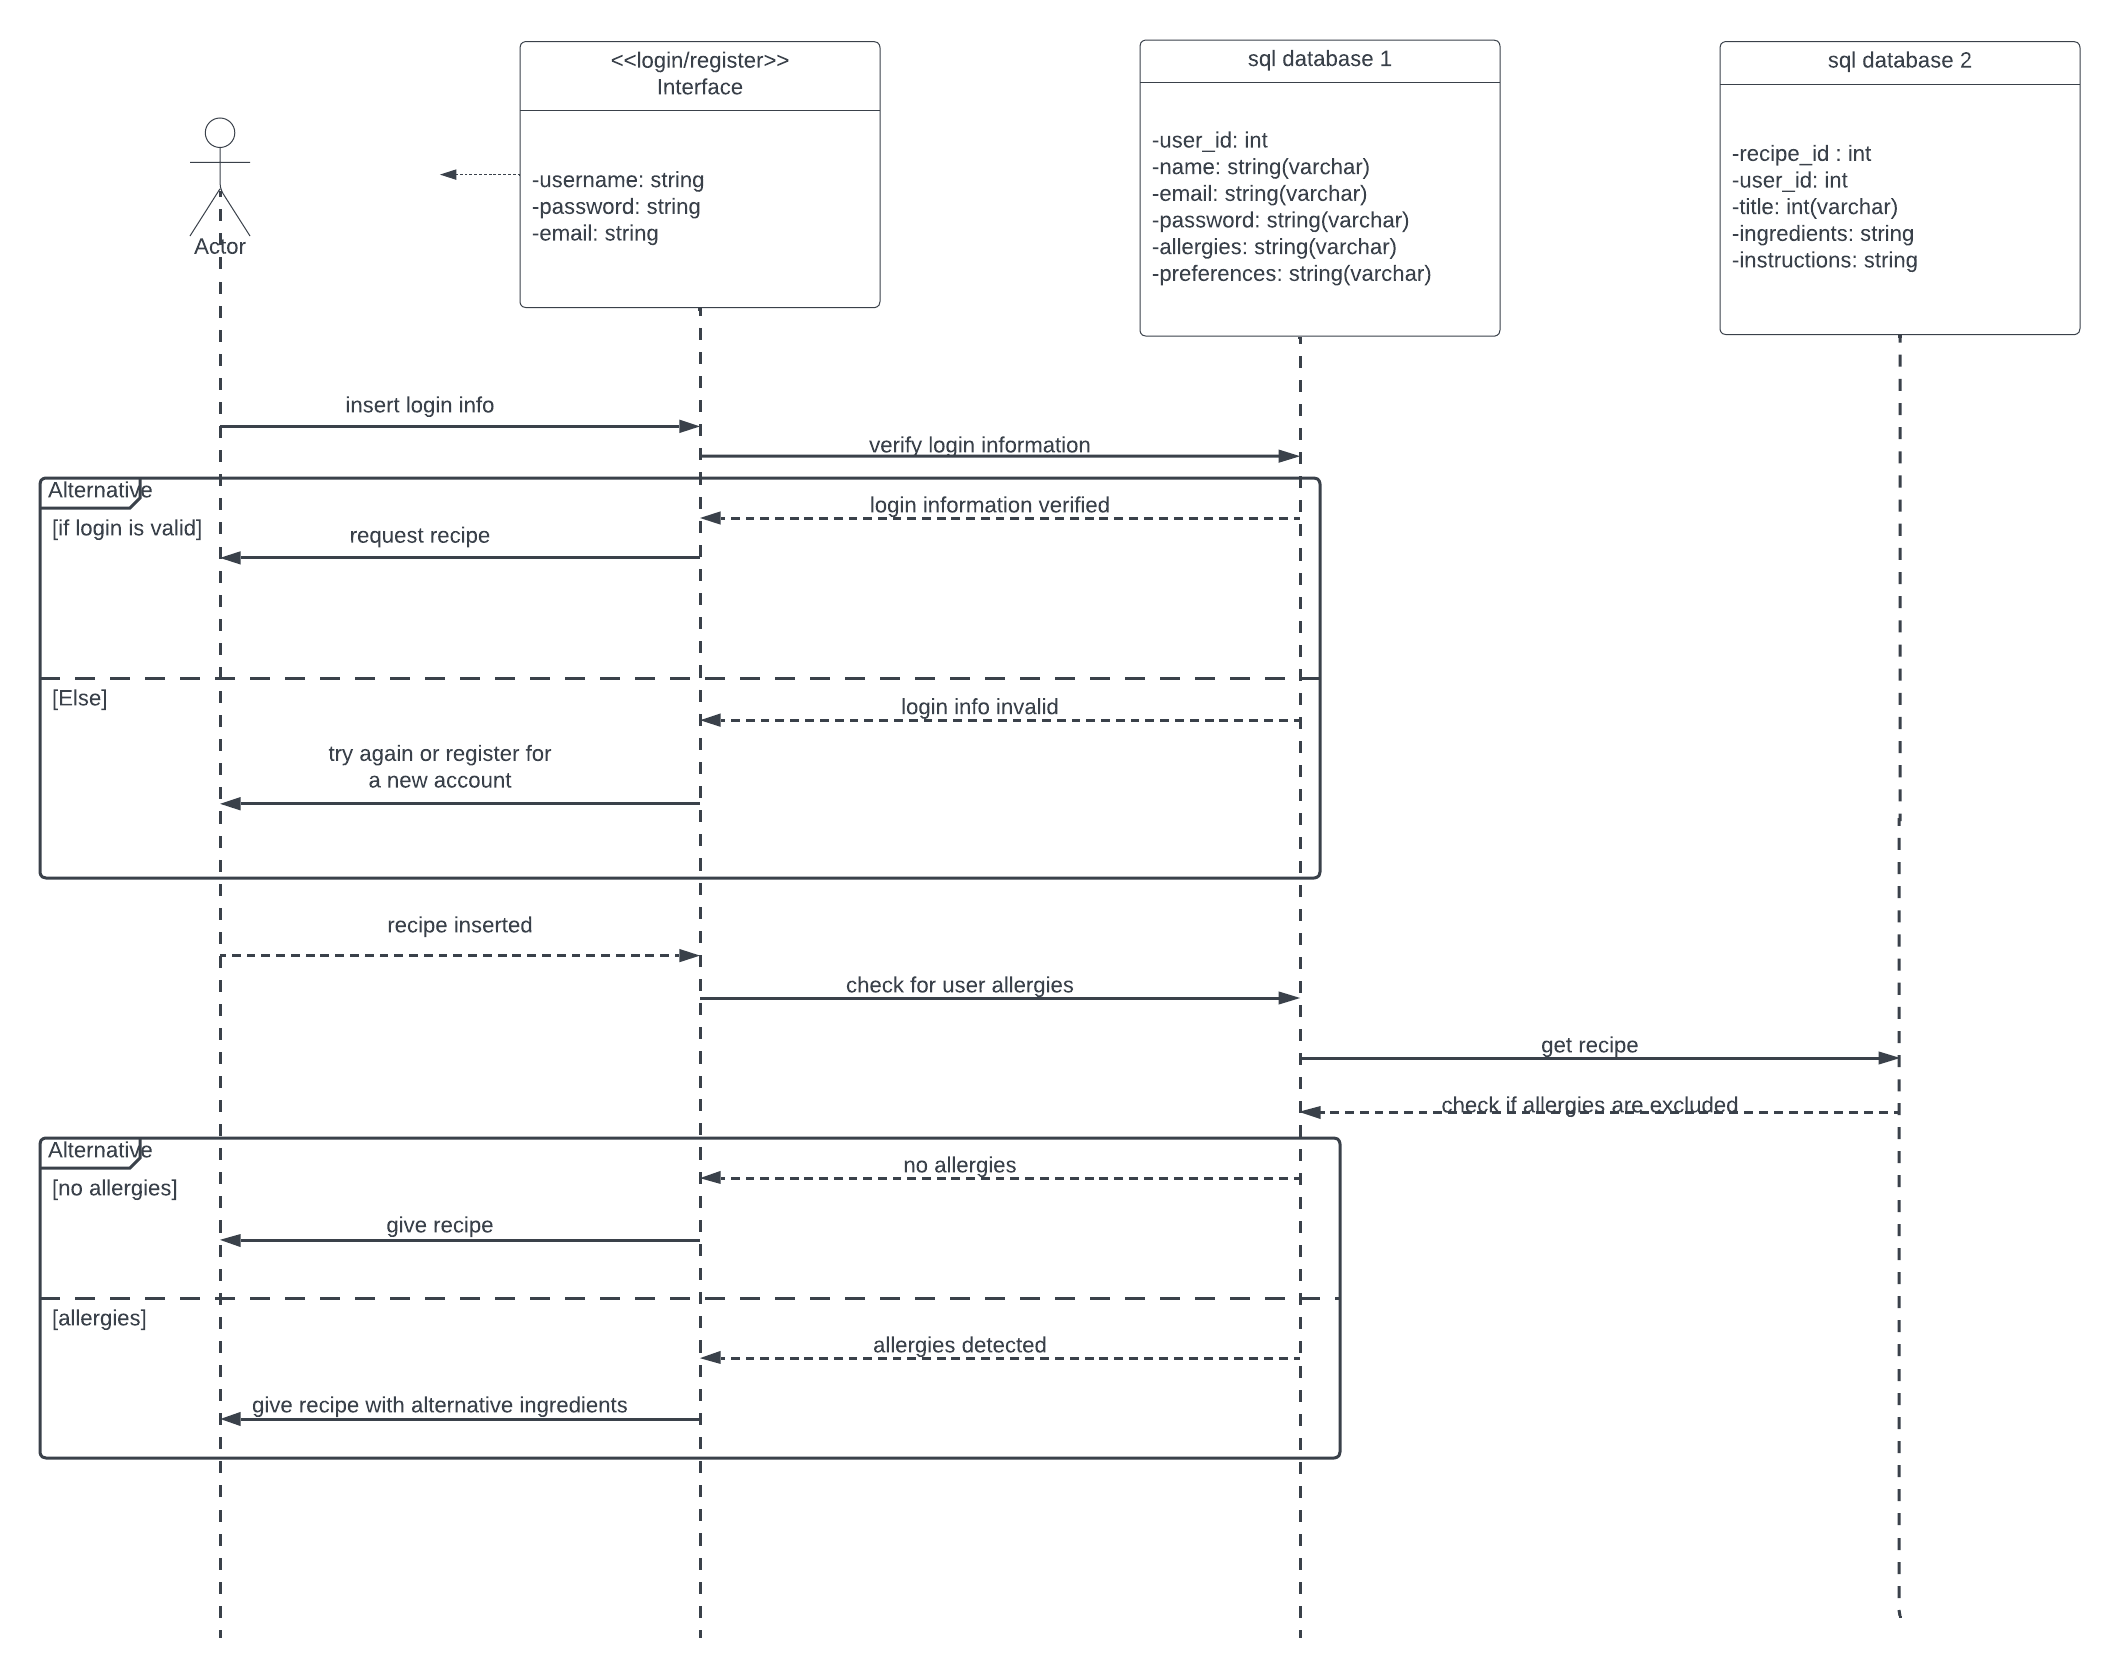 <<login/register>>
Interface
-username: string
-password: string
-email: string
sql database 1
-user_id: int
-name: string(varchar)
-email: string(varchar)
-password: string(varchar)
-allergies: string(varchar)
-preferences: string(varchar)
sql database 2
-recipe_id : int
-user_id: int
-title: int(varchar)
-ingredients: string
-instructions: string
Actor
insert login info
verify login information
Alternative
[if login is valid]
login information verified
request recipe
[Else]
login info invalid
try again or register for
a new account
recipe inserted
check for user allergies
get recipe
check if allergies are excluded
Alternative
[no allergies]
no allergies
give recipe
[allergies]
allergies detected
give recipe with alternative ingredients